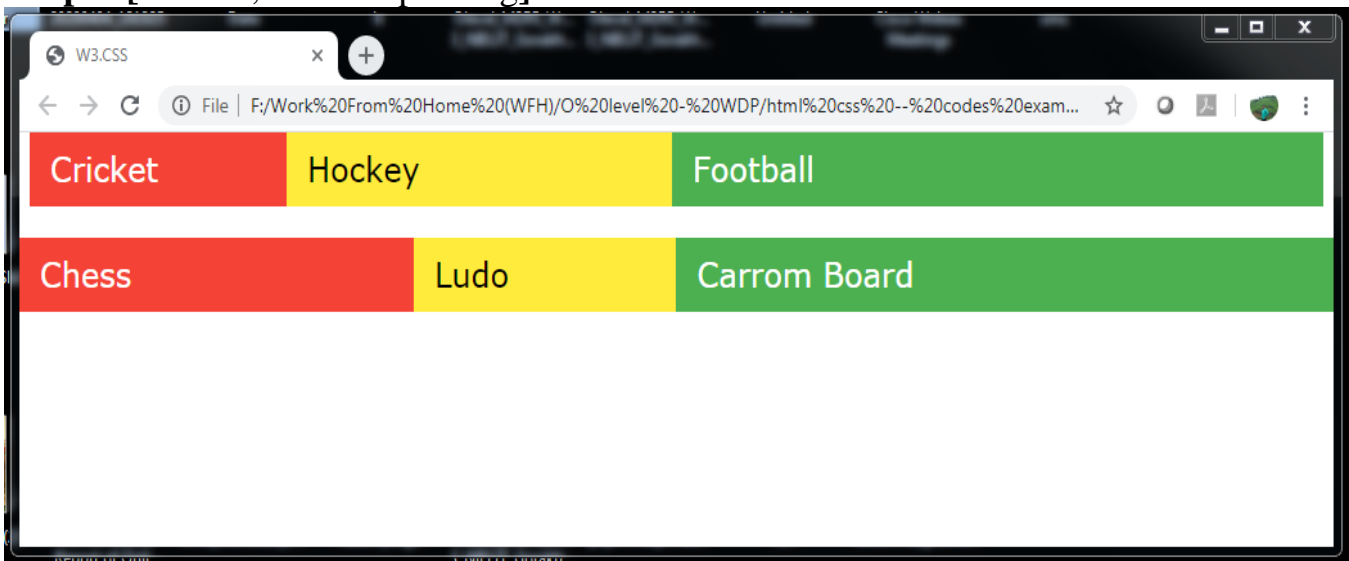 W3.CSS
File F:/Work%20From%20Home%20(WFH)/O%20level%20-%20WDP/html%20css%20--%20codes%20exam...
Cricket Hockey Football
Chess Ludo Carrom Board